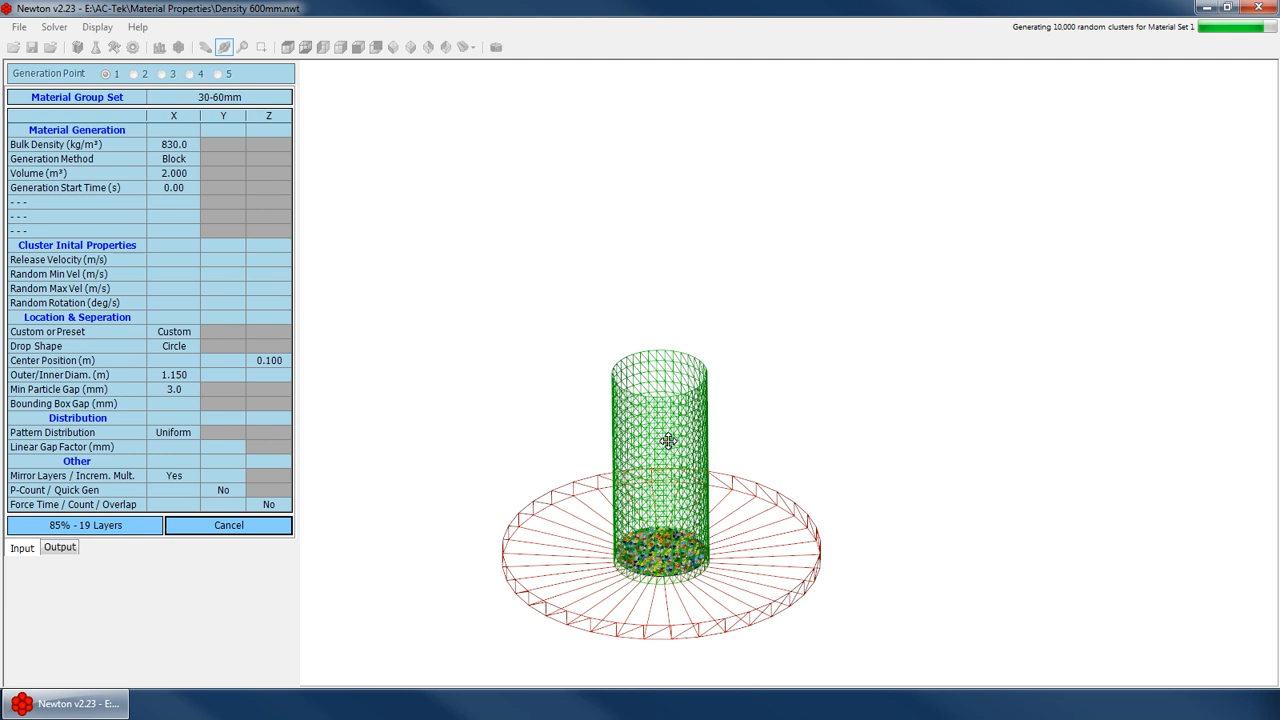 Newton v2.23 - E:\AC-Tek\Material Properties\Density 600mm.nwt
File Solver Display Help
Generating 10,000 random clusters for Material Set 1
Generation Point 1 2 3 4 5
Material Group Set 30-60mm
X Y Z
Material Generation
Bulk Density (kg/m³) 830.0
Generation Method Block
Volume (m³) 2.000
Generation Start Time (s) 0.00
- - -
- - -
- - -
Cluster Inital Properties
Release Velocity (m/s)
Random Min Vel (m/s)
Random Max Vel (m/s)
Random Rotation (deg/s)
Location & Seperation
Custom or Preset Custom
Drop Shape Circle
Center Position (m) 0.100
Outer/Inner Diam. (m) 1.150
Min Particle Gap (mm) 3.0
Bounding Box Gap (mm)
Distribution
Pattern Distribution Uniform
Linear Gap Factor (mm)
Other
Mirror Layers / Increm. Mult. Yes
P-Count / Quick Gen No
Force Time / Count / Overlap No
85% - 19 Layers Cancel
Input Output
Newton v2.23 - E:...